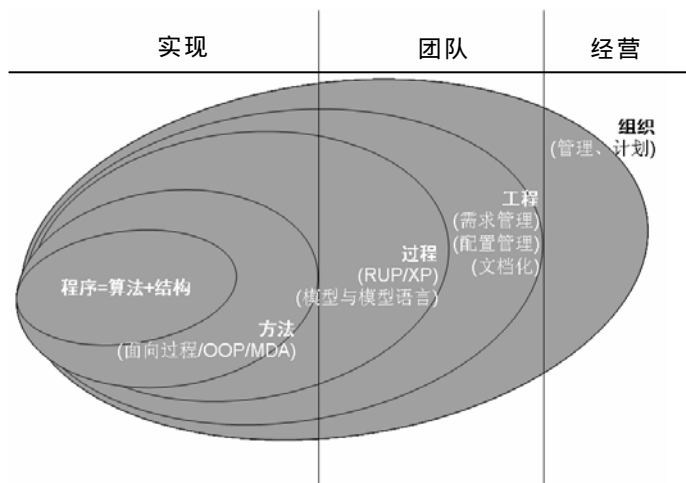 实现
团队
经营
组织
(管理、计划)
工程
(需求管理)
(配置管理)
(文档化)
过程
(RUP/XP)
(模型与模型语言)
程序=算法+结构
方法
(面向过程/OOP/MDA)